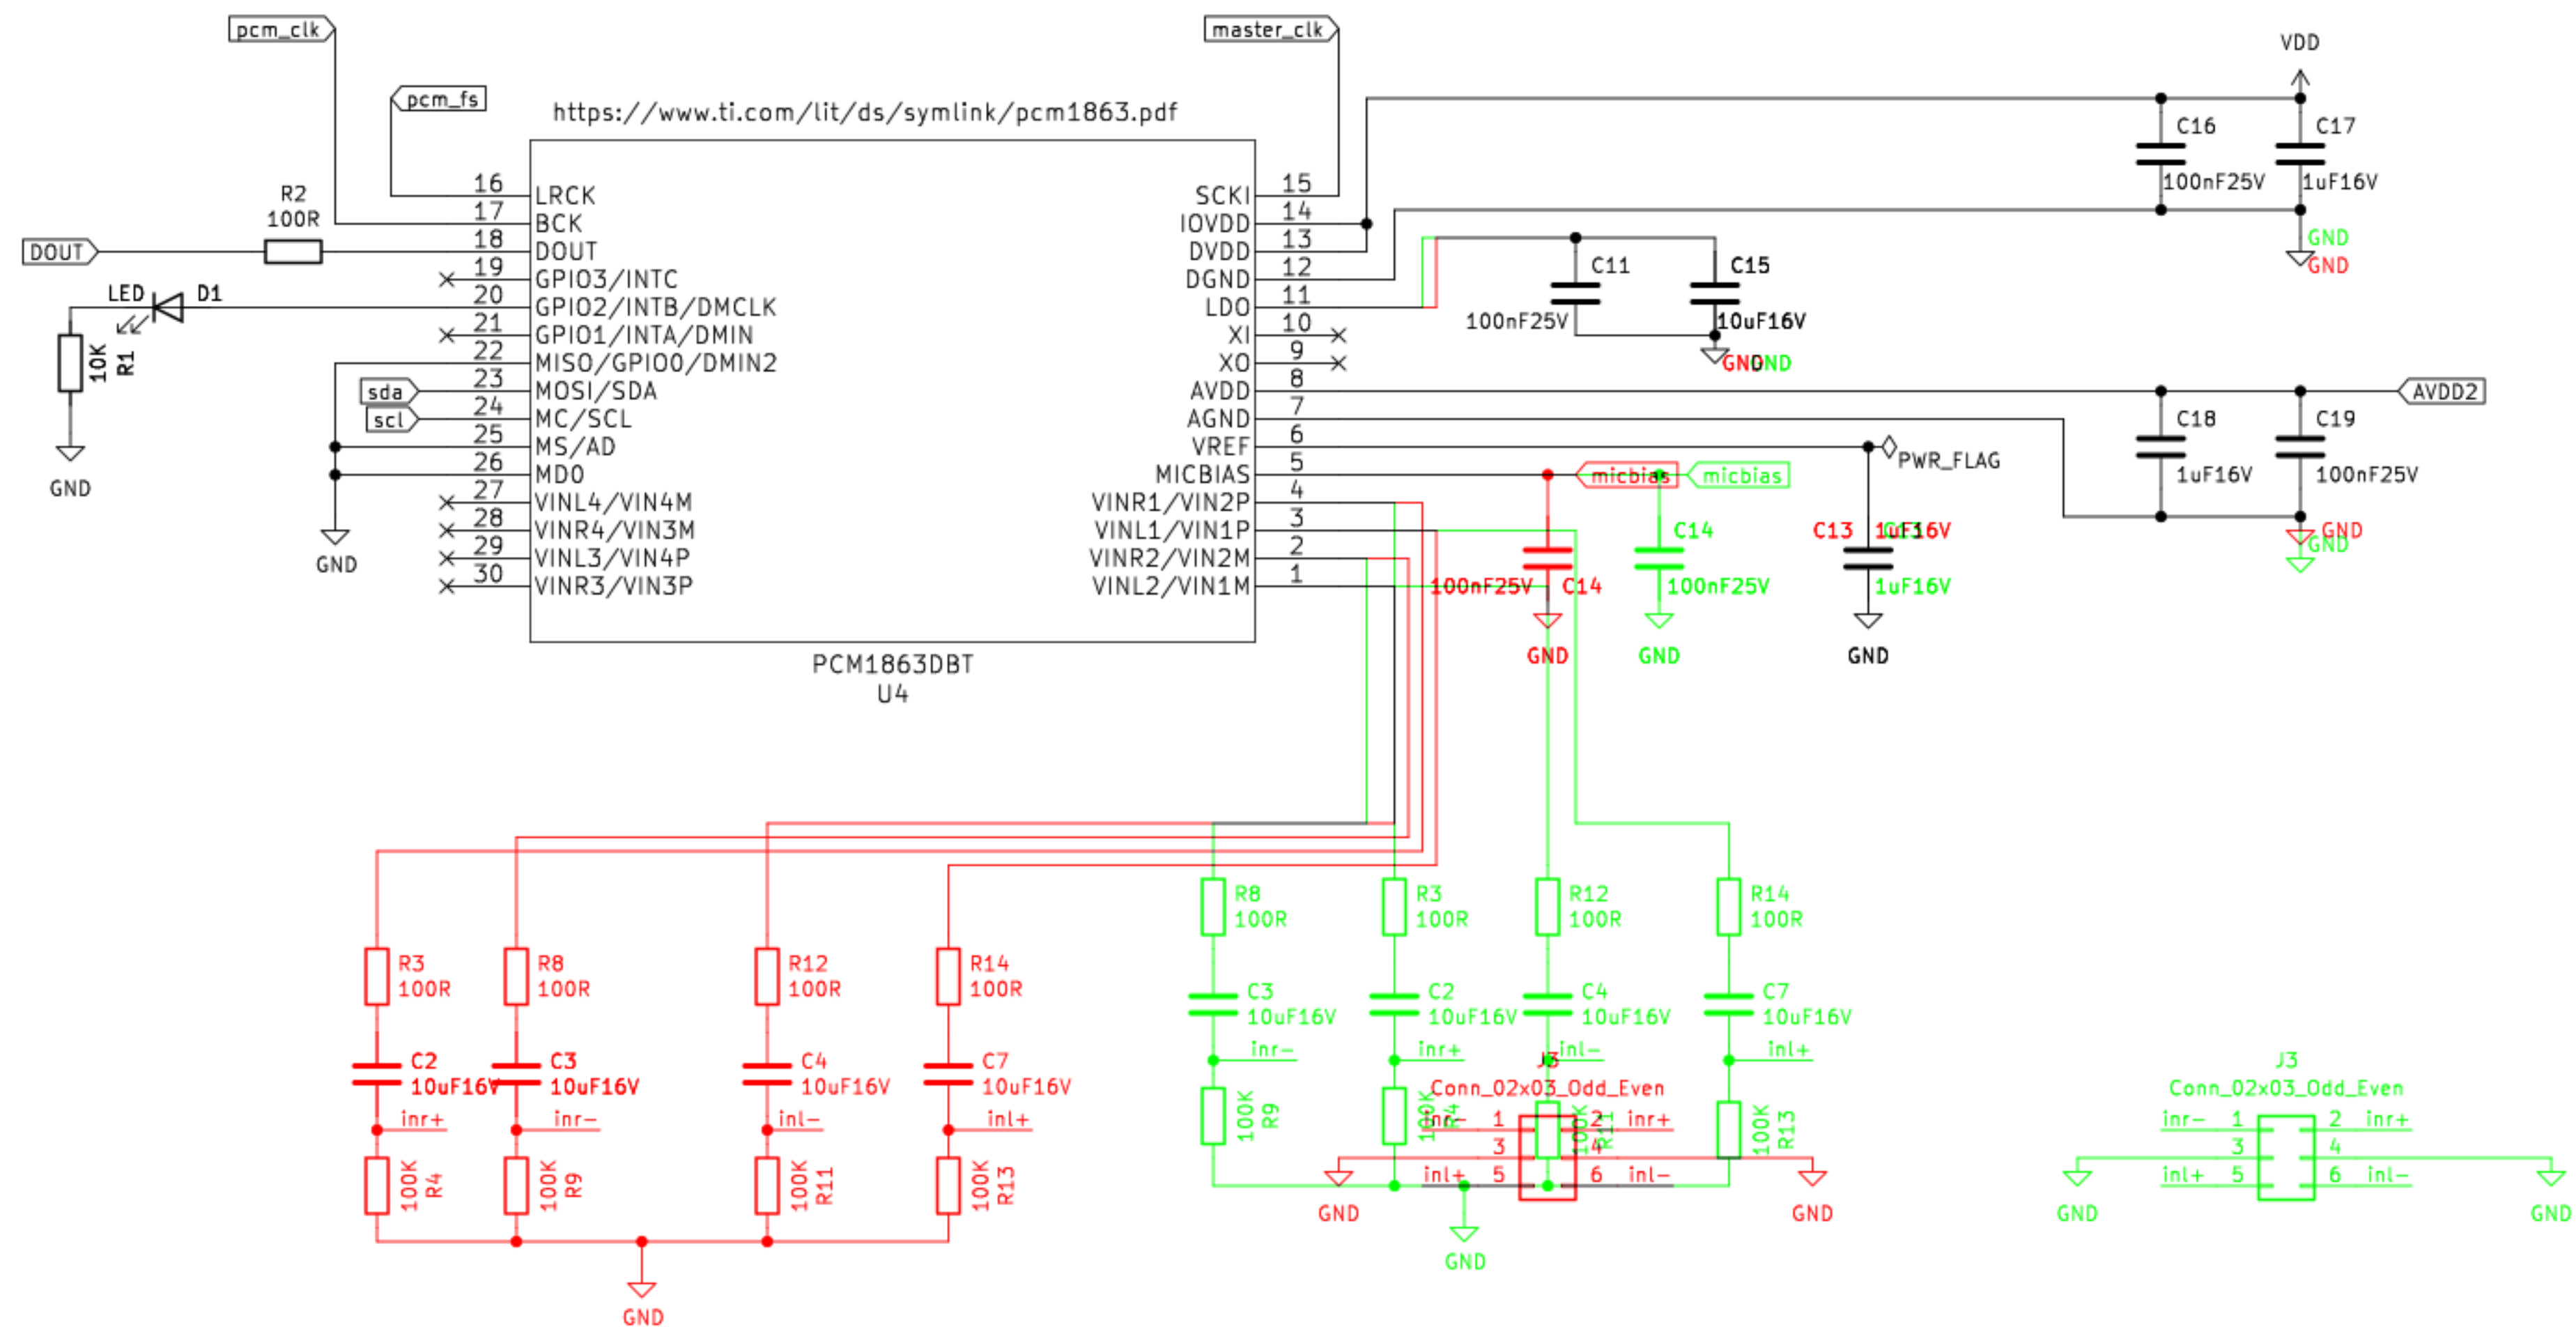 pcm_clk
master_clk
VDD
pcm_fs
https://www.ti.com/lit/ds/symlink/pcm1863.pdf
C16
C17
100nF25V
1uF16V
R2
100R
DOUT
16 LRCK
17 BCK
18 DOUT
19 GPIO3/INTC
20 GPIO2/INTB/DMCLK
21 GPIO1/INTA/DMIN
22 MISO/GPIO0/DMIN2
23 MOSI/SDA
24 MC/SCL
25 MS/AD
26 MD0
27 VINL4/VIN4M
28 VINR4/VIN3M
29 VINL3/VIN4P
30 VINR3/VIN3P
SCKI 15
IOVDD 14
DVDD 13
DGND 12
LDO 11
XI 10
XO 9
AVDD 8
AGND 7
VREF 6
MICBIAS 5
VINR1/VIN2P 4
VINL1/VIN1P 3
VINR2/VIN2M 2
VINL2/VIN1M 1
PCM1863DBT
U4
LED
D1
10K
R1
GND
sda
scl
GND
GND
GND
C11
C15
100nF25V
10uF16V
GND
GND
AVDD2
C18
C19
1uF16V
100nF25V
GND
GND
PWR_FLAG
micbias
micbias
C14
100nF25V
C14
100nF25V
C13
1uF16V
1uF16V
GND
GND
GND
R8
100R
R3
100R
R12
100R
R14
100R
R3
100R
R8
100R
R12
100R
R14
100R
C3
10uF16V
C2
10uF16V
C4
10uF16V
C7
10uF16V
C2
10uF16V
C3
10uF16V
C4
10uF16V
C7
10uF16V
inr-
inr+
inl-
inl+
inr+
inr-
inl-
inl+
100K
R9
100K
R4
100K
R11
100K
R13
100K
R4
100K
R9
100K
R11
100K
R13
J3
Conn_02x03_Odd_Even
inr- 1 2 inr+
3 4
inl+ 5 6 inl-
GND
GND
GND
GND
J3
Conn_02x03_Odd_Even
inr- 1 2 inr+
3 4
inl+ 5 6 inl-
GND
GND